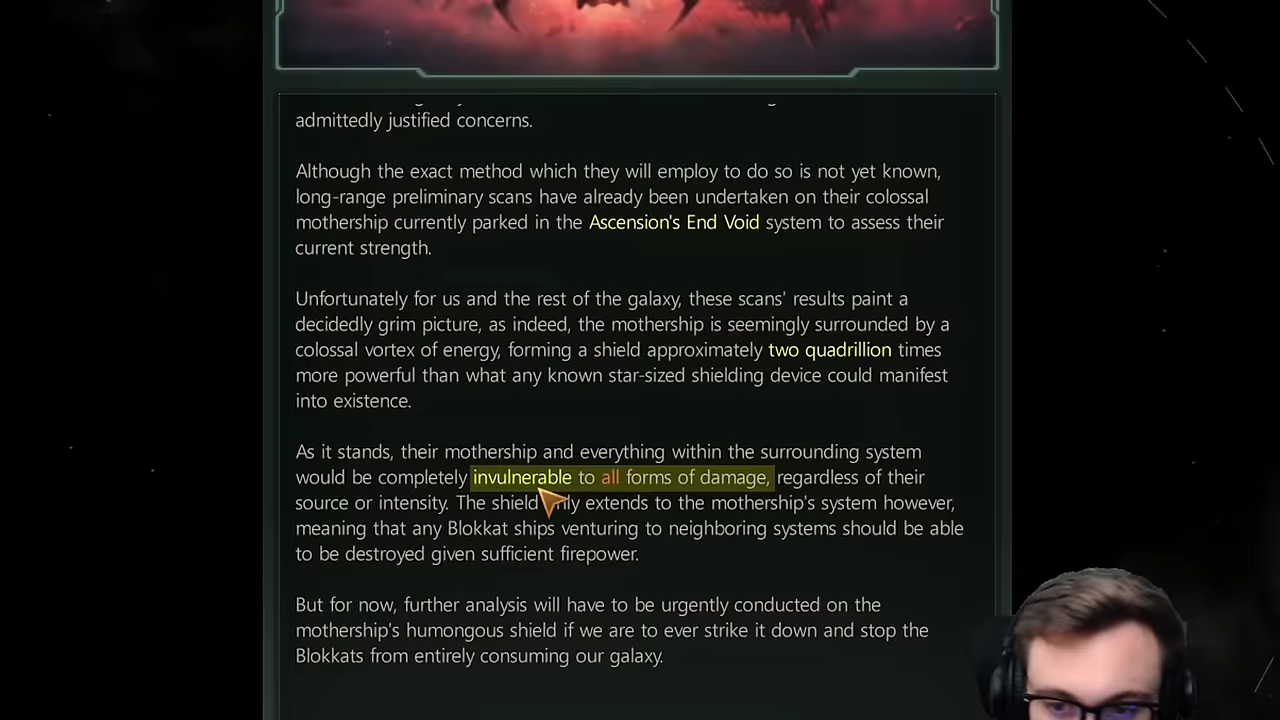 admittedly justified concerns.
Although the exact method which they will employ to do so is not yet known,
long-range preliminary scans have already been undertaken on their colossal
mothership currently parked in the Ascension's End Void system to assess their
current strength.
Unfortunately for us and the rest of the galaxy, these scans' results paint a
decidedly grim picture, as indeed, the mothership is seemingly surrounded by a
colossal vortex of energy, forming a shield approximately two quadrillion times
more powerful than what any known star-sized shielding device could manifest
into existence.
As it stands, their mothership and everything within the surrounding system
would be completely invulnerable to all forms of damage, regardless of their
source or intensity. The shield only extends to the mothership's system however,
meaning that any Blokkat ships venturing to neighboring systems should be able
to be destroyed given sufficient firepower.
But for now, further analysis will have to be urgently conducted on the
mothership's humongous shield if we are to ever strike it down and stop the
Blokkats from entirely consuming our galaxy.